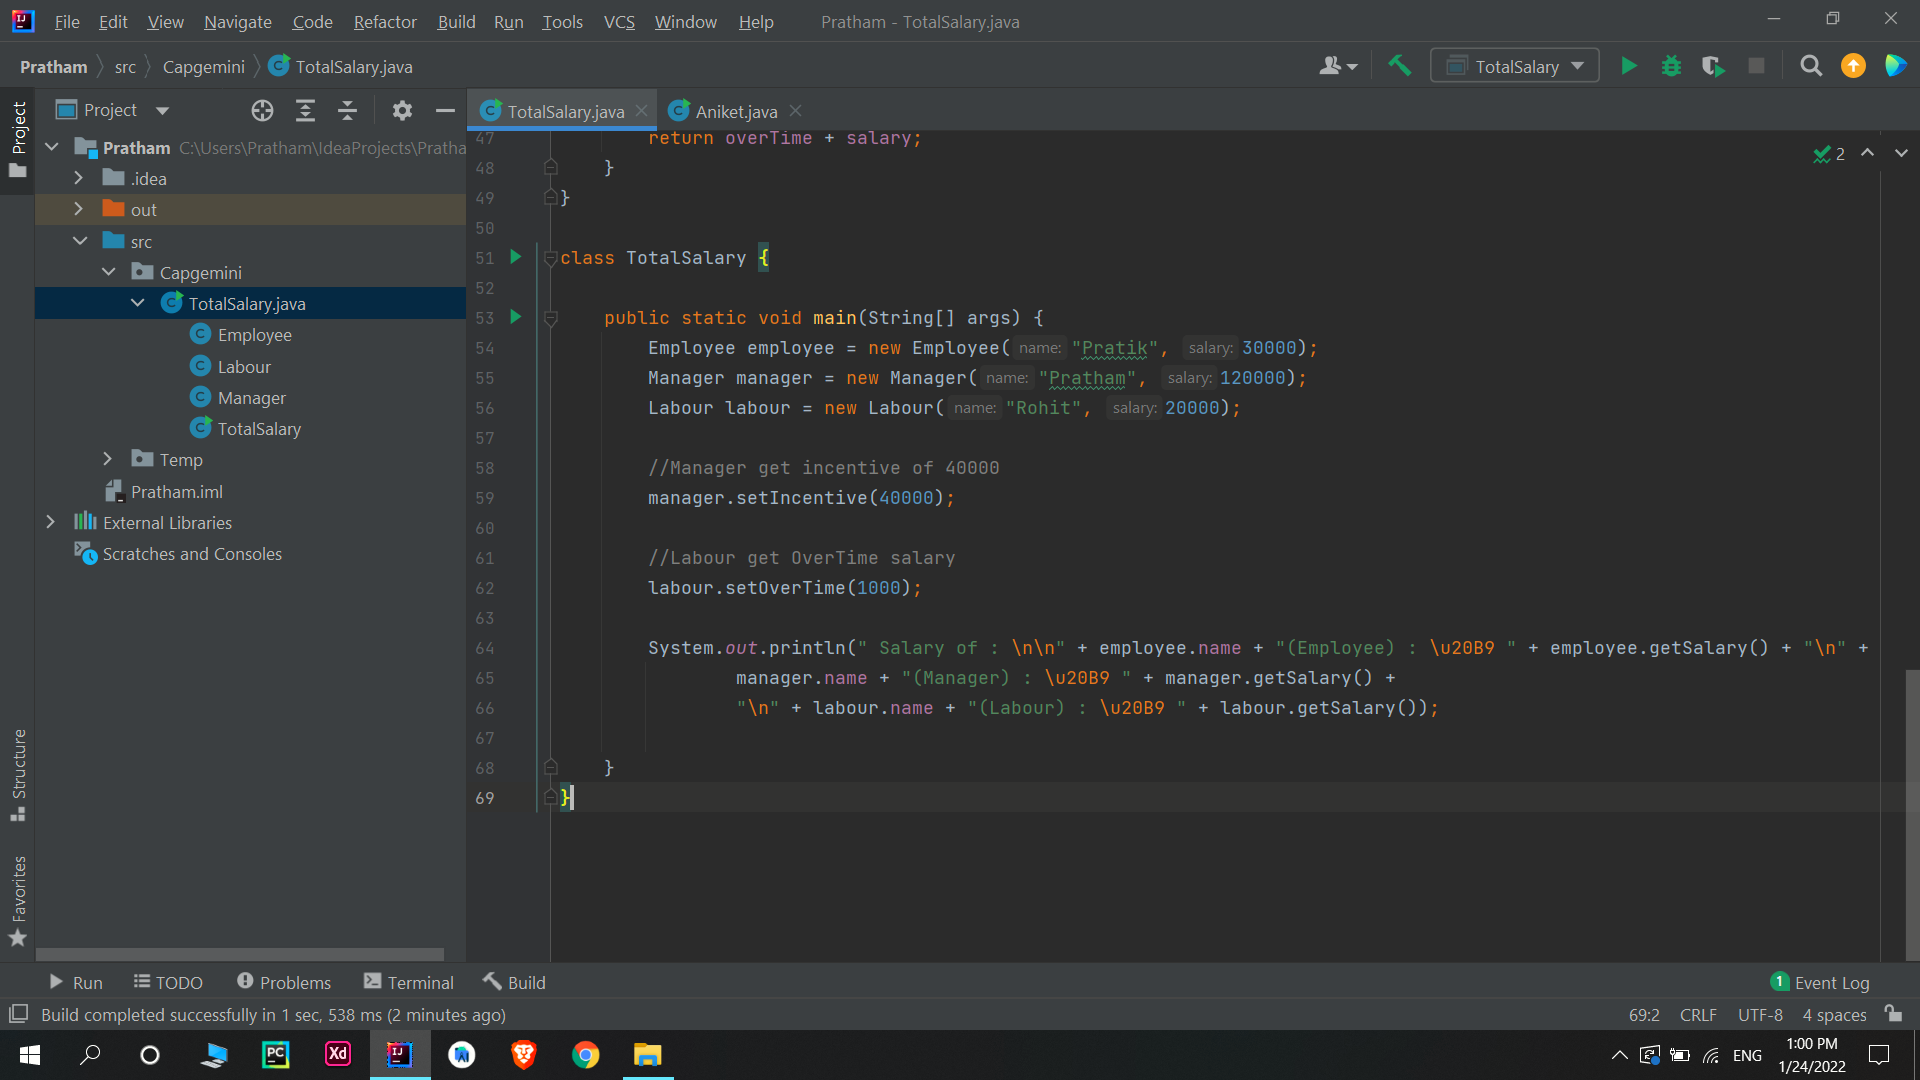 File Edit View Navigate Code Refactor Build Run Tools VCS Window Help Pratham - TotalSalary.java
Pratham src Capgemini TotalSalary.java TotalSalary
Project
Project
TotalSalary.java Aniket.java
Pratham C:\Users\Pratham\IdeaProjects\Pratha
.idea
out
src
Capgemini
TotalSalary.java
Employee
Labour
Manager
TotalSalary
Temp
Pratham.iml
External Libraries
Scratches and Consoles
Structure
Favorites
2
47 return overTime + salary;
48 }
49 }
50
51 class TotalSalary {
52
53 public static void main(String[] args) {
54 Employee employee = new Employee( name: "Pratik", salary: 30000);
55 Manager manager = new Manager( name: "Pratham", salary: 120000);
56 Labour labour = new Labour( name: "Rohit", salary: 20000);
57
58 //Manager get incentive of 40000
59 manager.setIncentive(40000);
60
61 //Labour get OverTime salary
62 labour.setOverTime(1000);
63
64 System.out.println(" Salary of : \n\n" + employee.name + "(Employee) : \u20B9 " + employee.getSalary() + "\n" +
65 manager.name + "(Manager) : \u20B9 " + manager.getSalary() +
66 "\n" + labour.name + "(Labour) : \u20B9 " + labour.getSalary());
67
68 }
69 }
Run TODO Problems Terminal Build 1 Event Log
Build completed successfully in 1 sec, 538 ms (2 minutes ago) 69:2 CRLF UTF-8 4 spaces
PC Xd IJ ENG 1:00 PM
1/24/2022